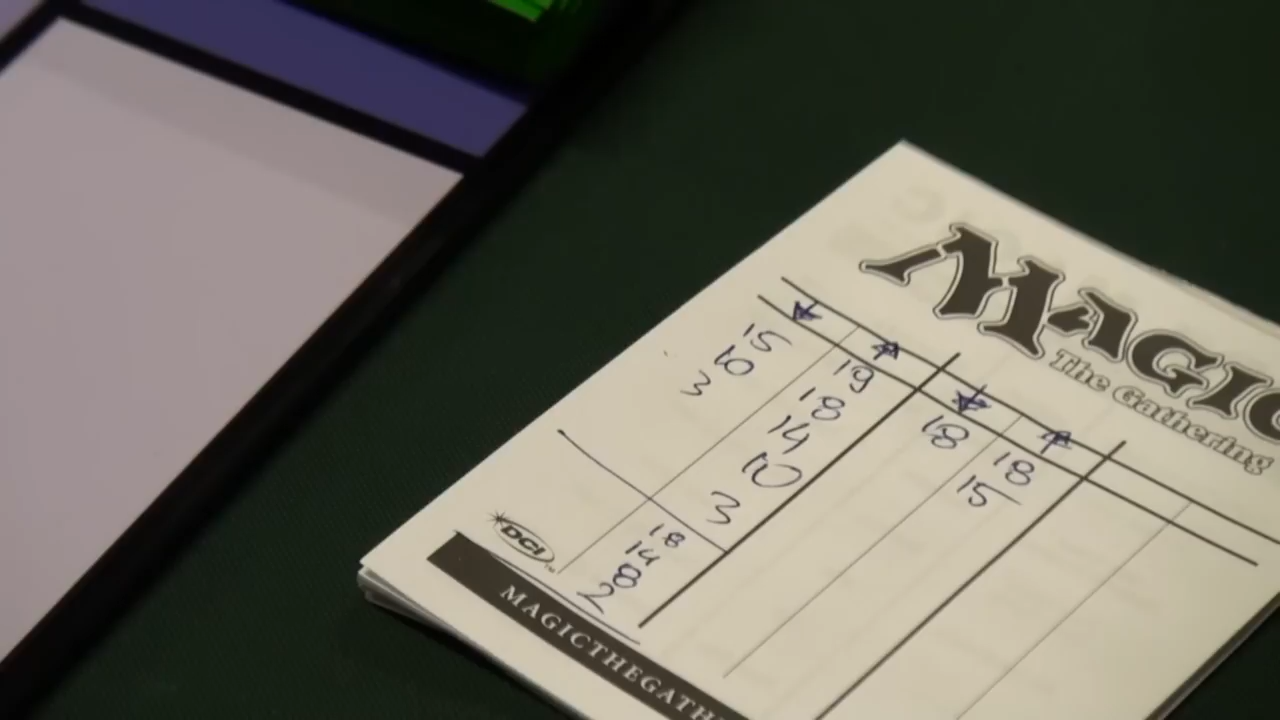 MAGIC
The Gathering
↓ ↑ ↓ ↑
15 19 18 18
10 18 15
3 14
10
3
18
14
8
2
DCI
MAGICTHEGATH